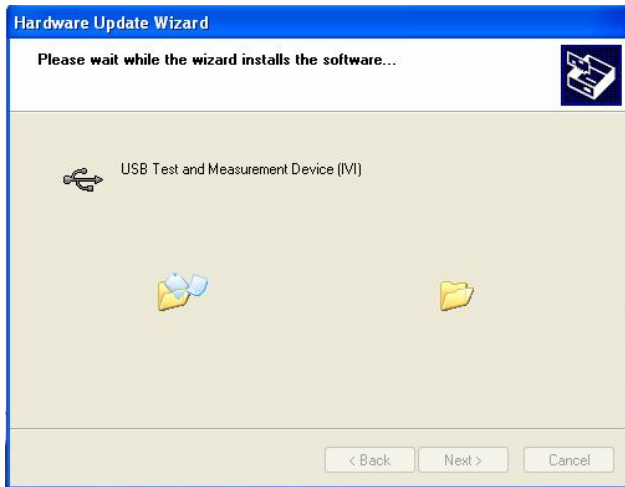 Hardware Update Wizard
Please wait while the wizard installs the software...
USB Test and Measurement Device (IVI)
< Back Next > Cancel